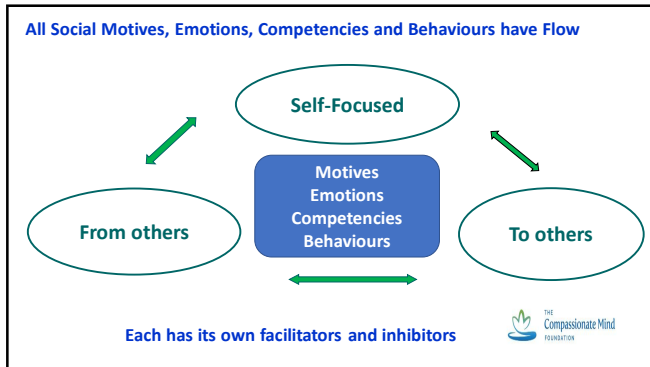 All Social Motives, Emotions, Competencies and Behaviours have Flow
Self-Focused
Motives
Emotions
Competencies
Behaviours
From others
To others
Each has its own facilitators and inhibitors
THE
Compassionate Mind
FOUNDATION